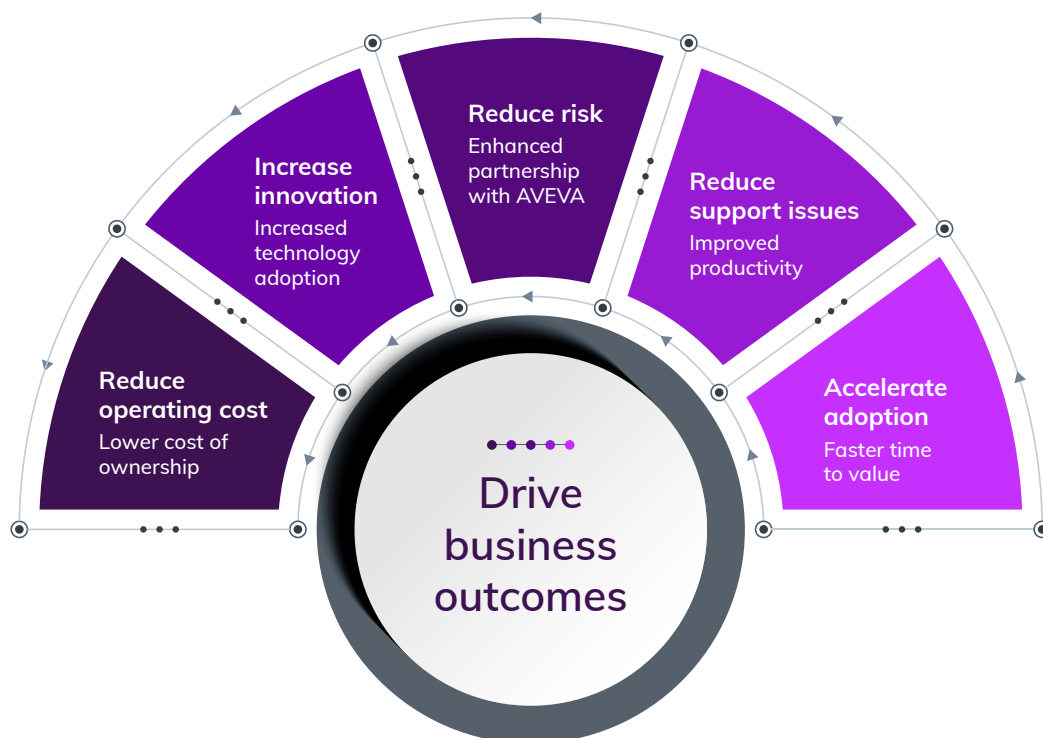 Reduce risk
Enhanced
partnership
with AVEVA
Increase
innovation
Increased
technology
adoption
Reduce
support issues
Improved
productivity
Reduce
operating cost
Lower cost of
ownership
Accelerate
adoption
Faster time
to value
Drive
business
outcomes